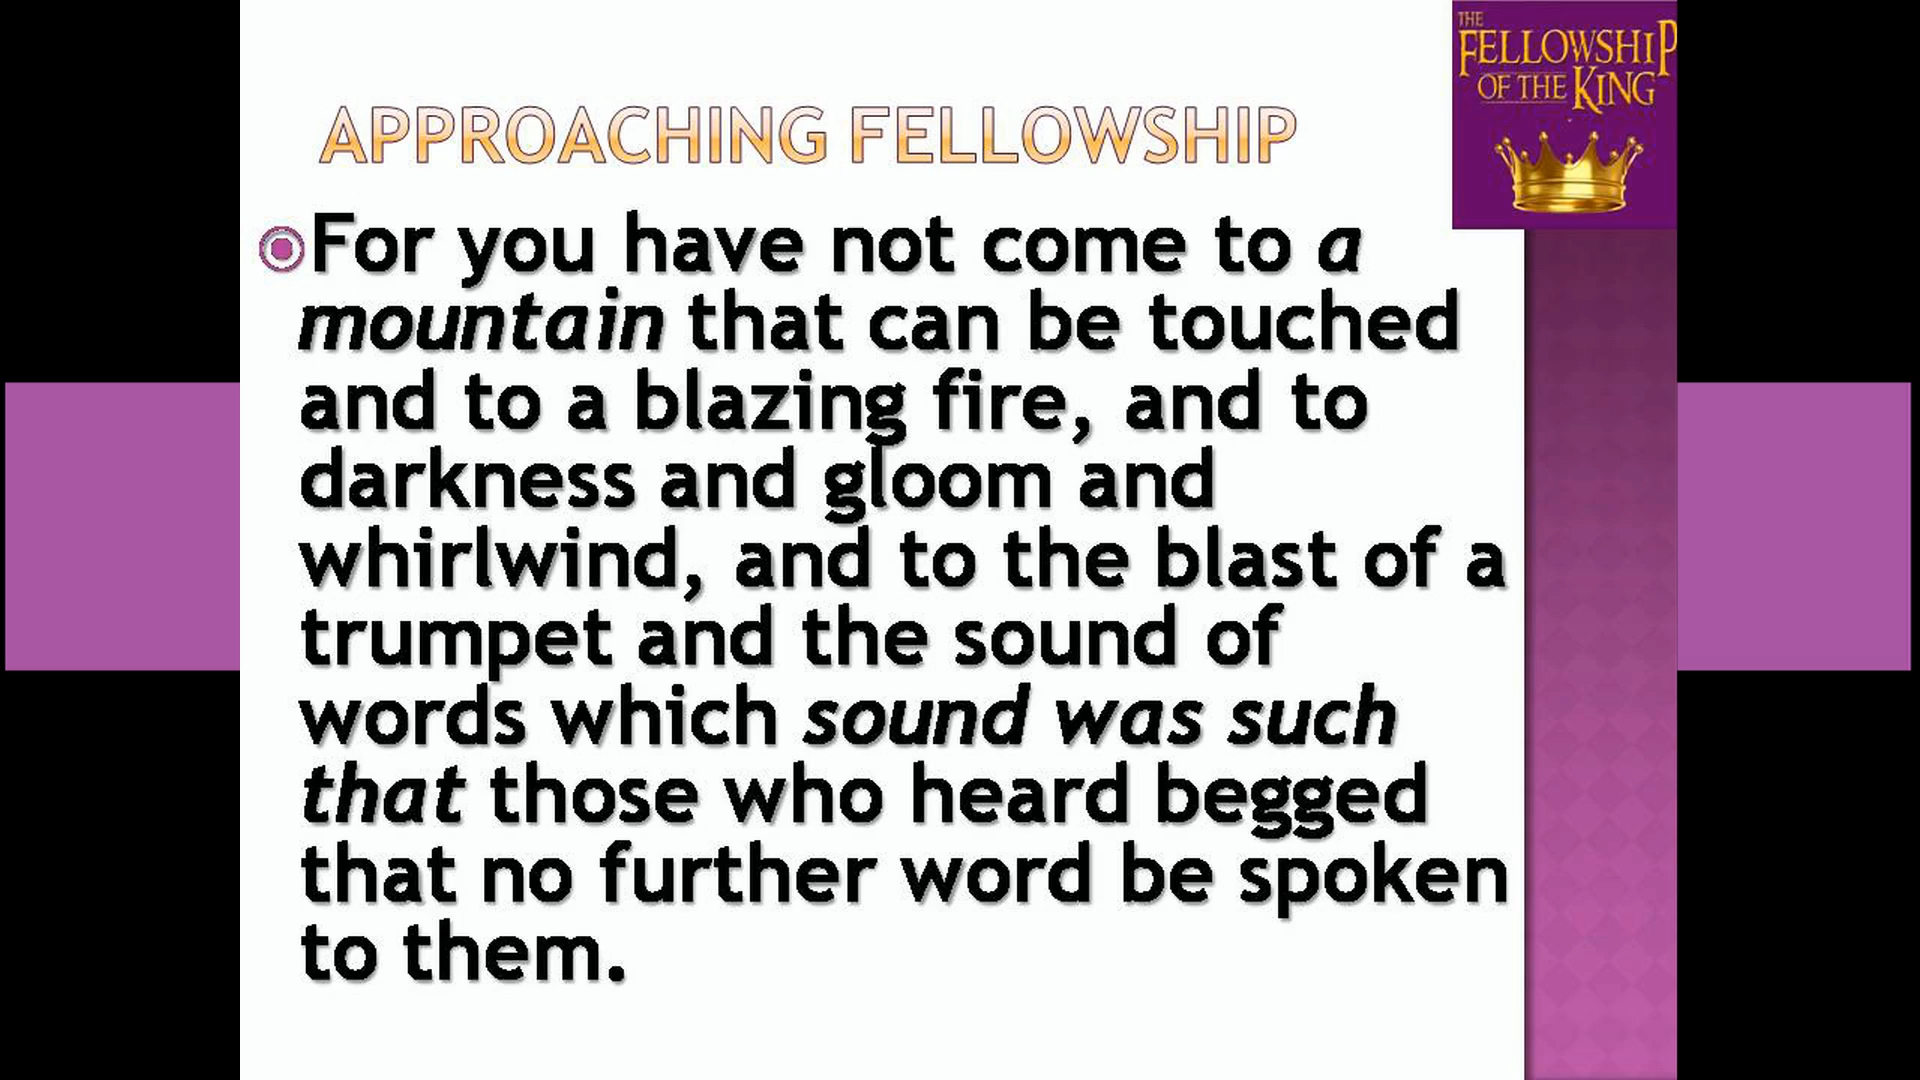 THE
FELLOWSHIP
OF THE KING
APPROACHING FELLOWSHIP
For you have not come to a
mountain that can be touched
and to a blazing fire, and to
darkness and gloom and
whirlwind, and to the blast of a
trumpet and the sound of
words which sound was such
that those who heard begged
that no further word be spoken
to them.